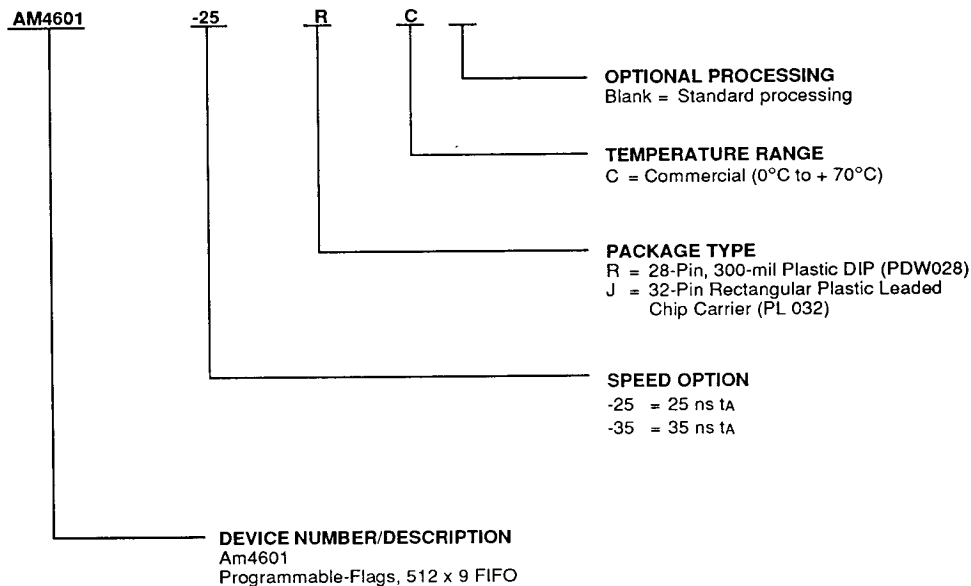 AM4601 -25 R C
OPTIONAL PROCESSING
Blank = Standard processing
TEMPERATURE RANGE
C = Commercial (0°C to + 70°C)
PACKAGE TYPE
R = 28-Pin, 300-mil Plastic DIP (PDW028)
J = 32-Pin Rectangular Plastic Leaded
Chip Carrier (PL 032)
SPEED OPTION
-25 = 25 ns tA
-35 = 35 ns tA
DEVICE NUMBER/DESCRIPTION
Am4601
Programmable-Flags, 512 x 9 FIFO